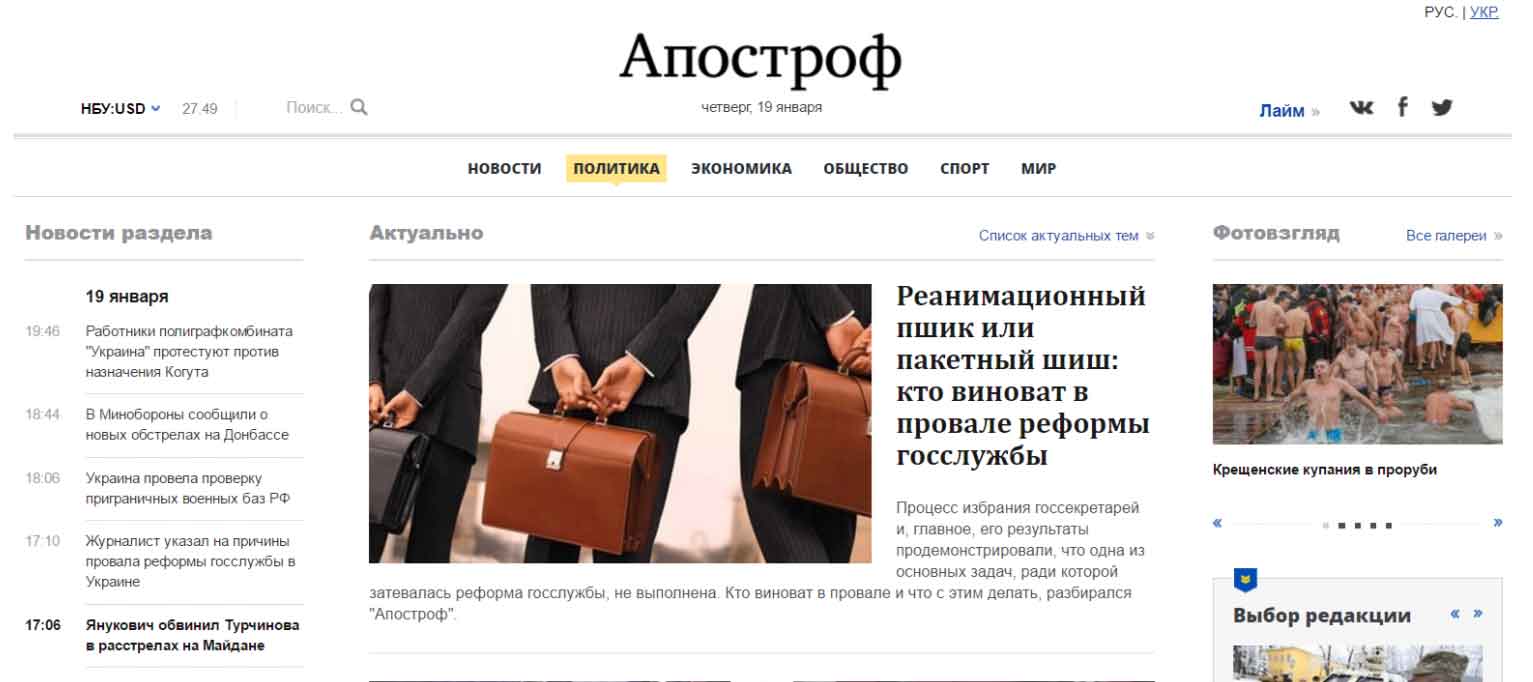 РУС. | УКР.
Апостроф
НБУ:USD 27.49 Поиск...
четверг, 19 января
Лайм »
НОВОСТИ ПОЛИТИКА ЭКОНОМИКА ОБЩЕСТВО СПОРТ МИР
Новости раздела
19 января
19:46 Работники полиграфкомбината
"Украина" протестуют против
назначения Когута
18:44 В Минобороны сообщили о
новых обстрелах на Донбассе
18:06 Украина провела проверку
приграничных военных баз РФ
17:10 Журналист указал на причины
провала реформы госслужбы в
Украине
17:06 Янукович обвинил Турчинова
в расстрелах на Майдане
Актуально
Список актуальных тем
Реанимационный
пшик или
пакетный шиш:
кто виноват в
провале реформы
госслужбы
Процесс избрания госсекретарей
и, главное, его результаты
продемонстрировали, что одна из
основных задач, ради которой
затевалась реформа госслужбы, не выполнена. Кто виноват в провале и что с этим делать, разбирался
"Апостроф".
Фотовзгляд
Все галереи »
Крещенские купания в проруби
« »
Выбор редакции « »